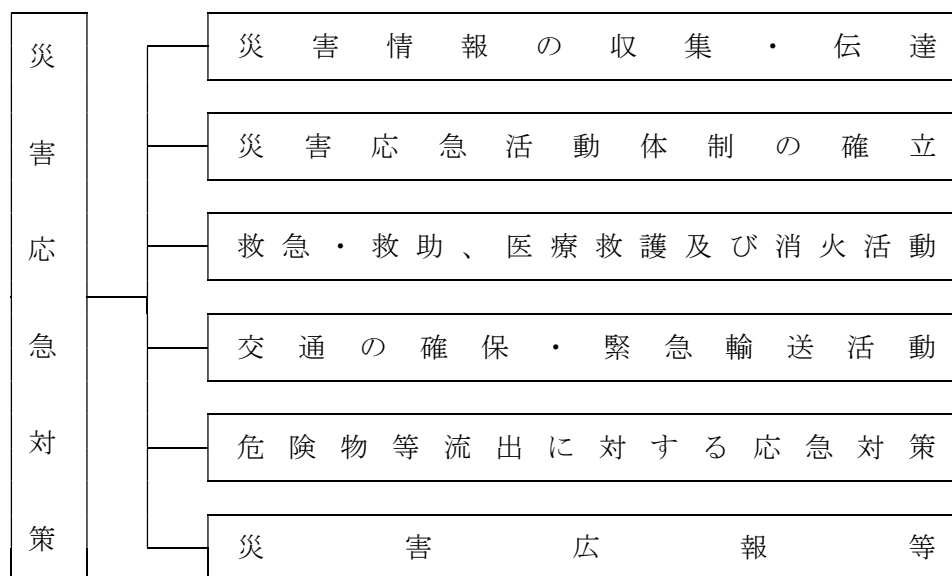 災害応急対策
災害情報の収集・伝達
災害応急活動体制の確立
救急・救助、医療救護及び消火活動
交通の確保・緊急輸送活動
危険物等流出に対する応急対策
災害広報等